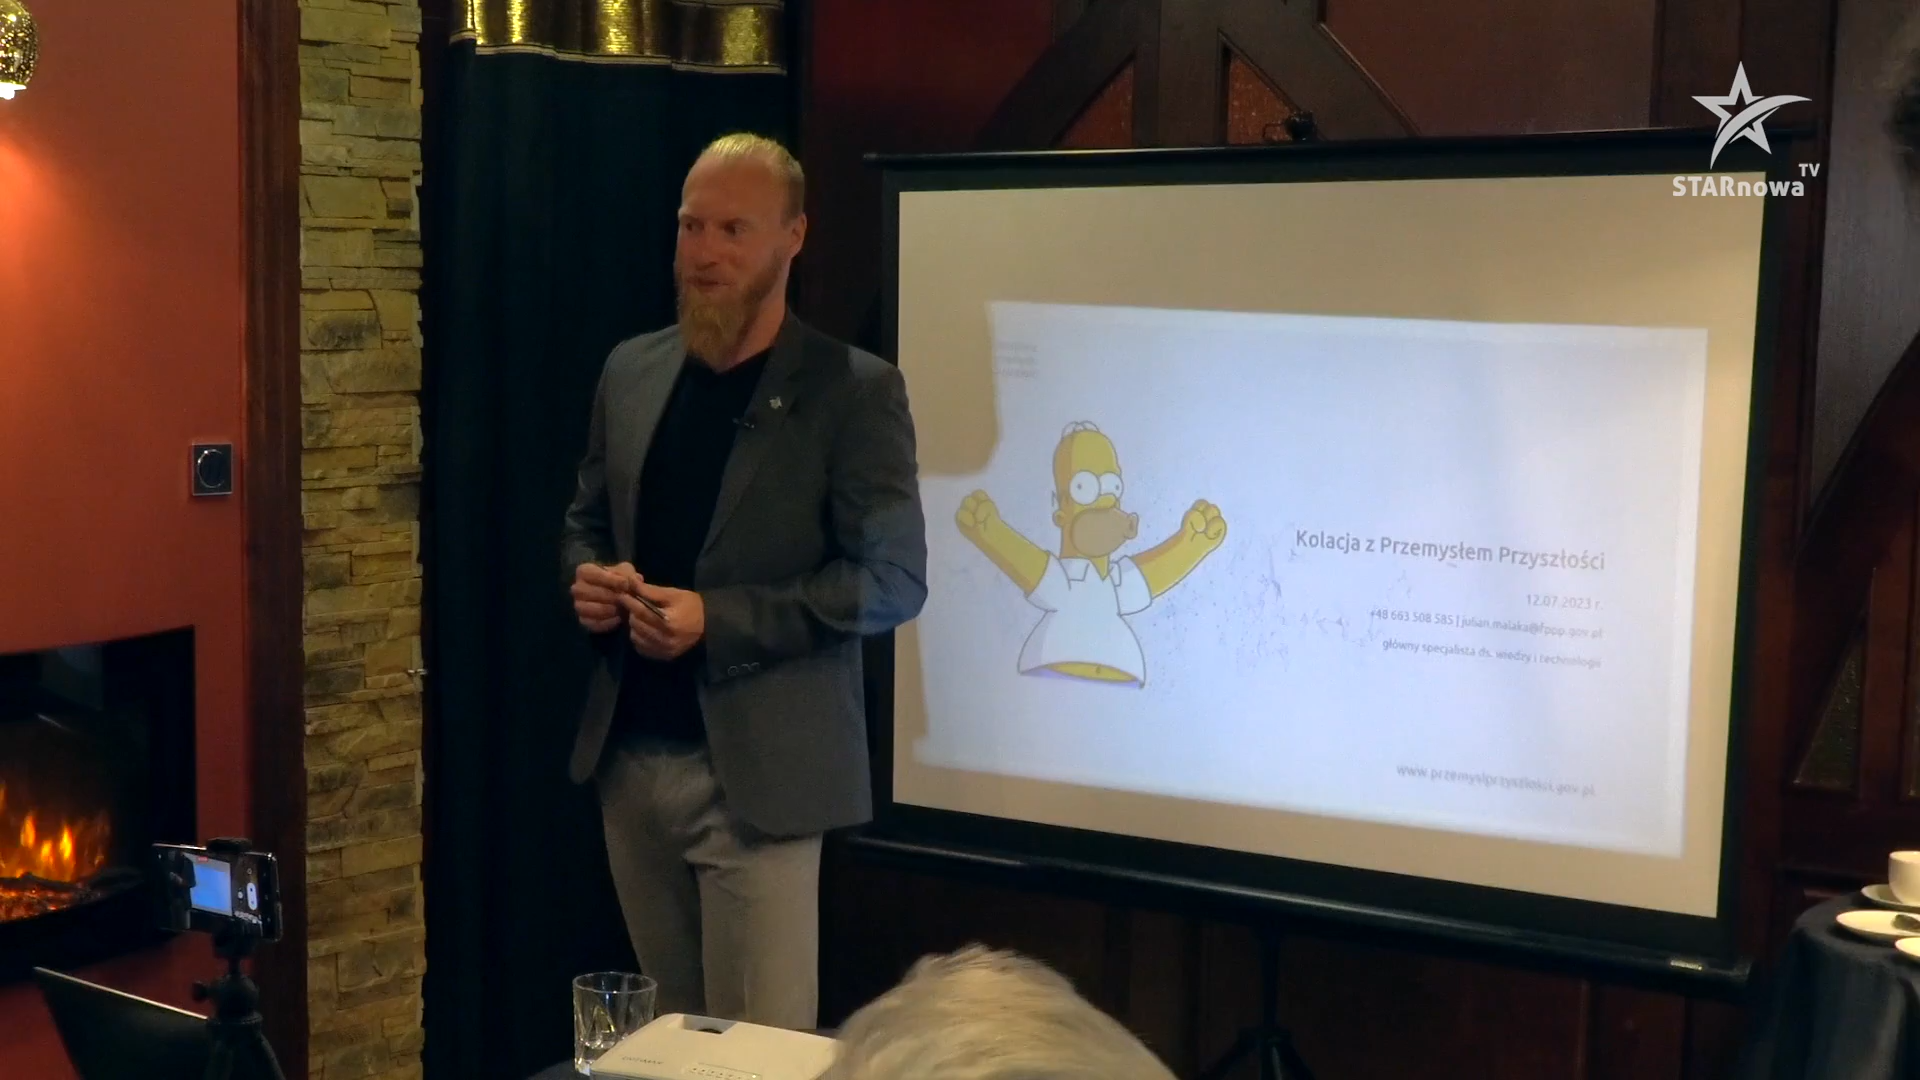 STARnowa TV
Kolacja z Przemysłem Przyszłości
12.07.2023 r.
+48 663 508 585 | julian.malaka@fppp.gov.pl
główny specjalista ds. wiedzy i technologii
www.przemyslprzyszlosci.gov.pl